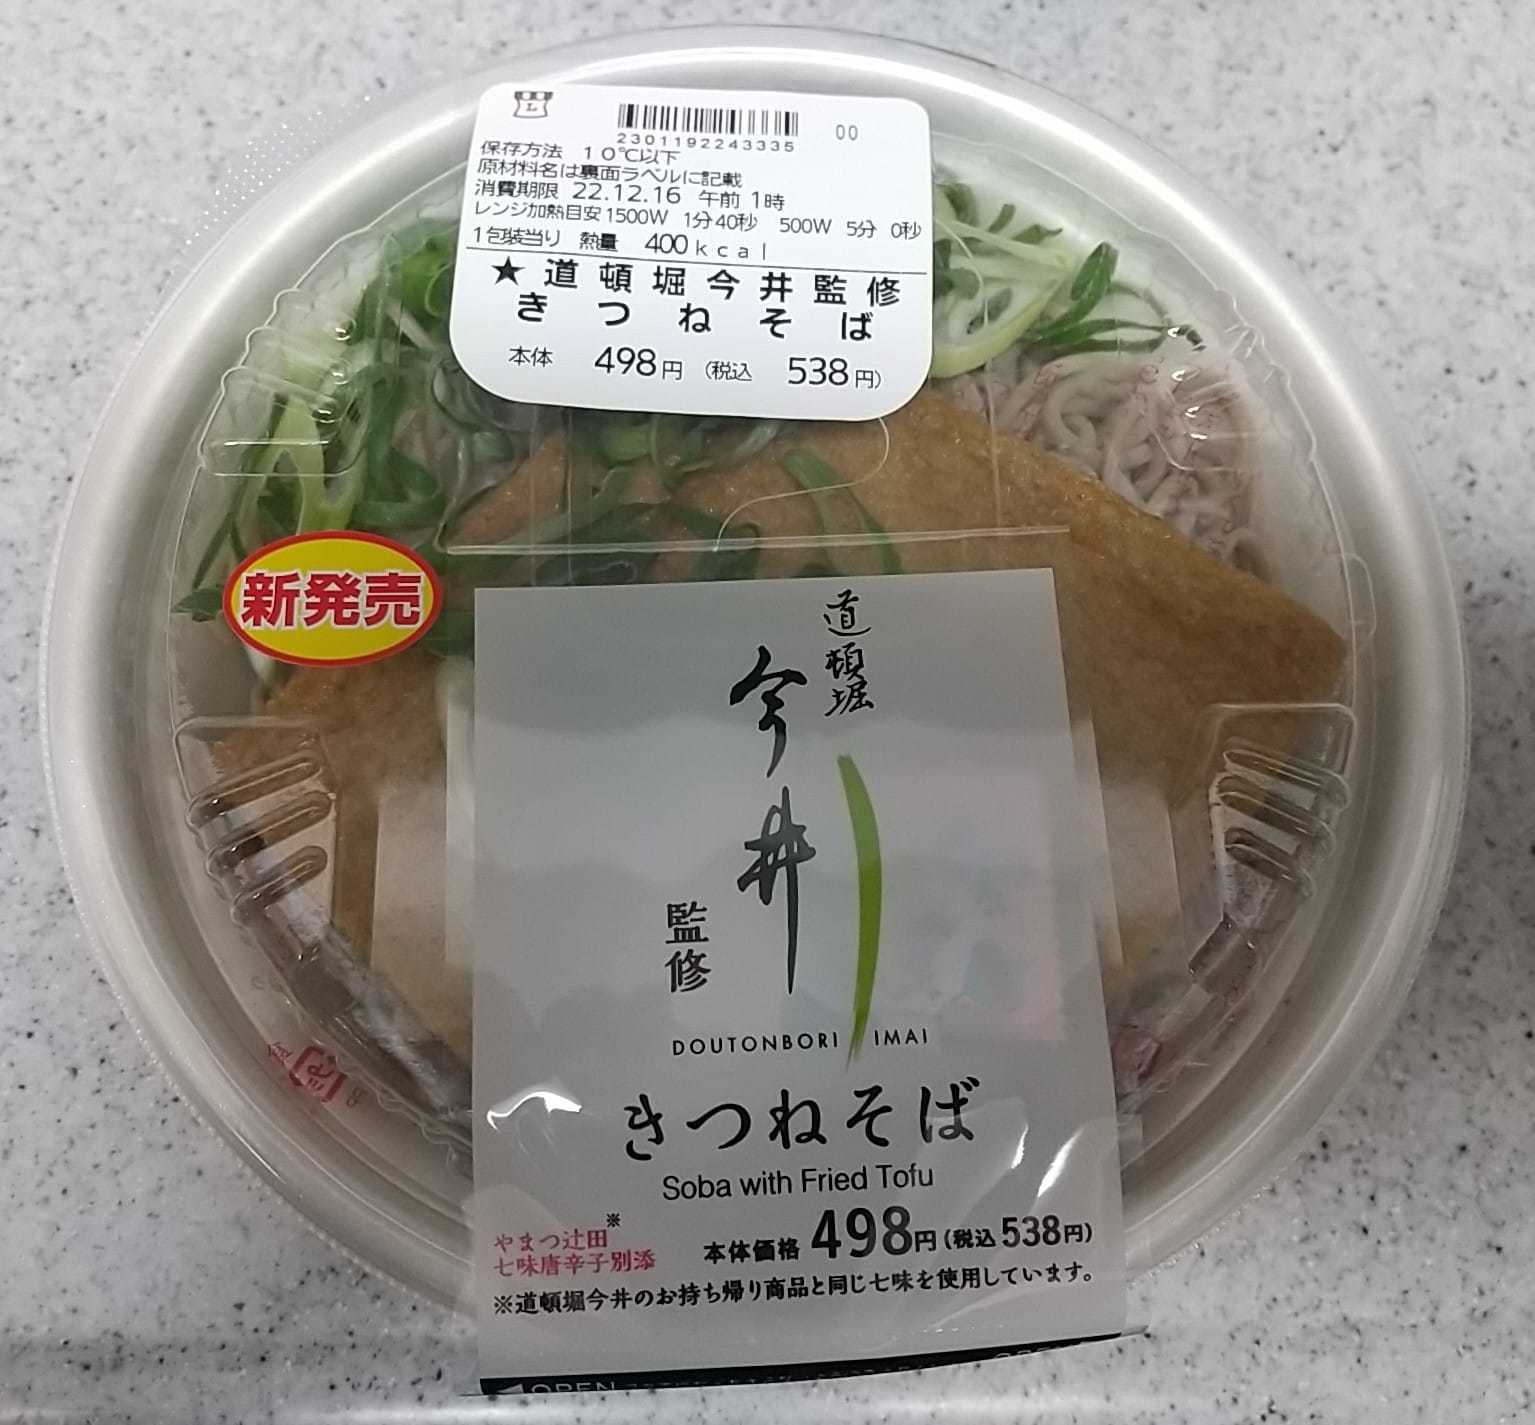 L
2301192243335
00
保存方法 10℃以下
原材料名は裏面ラベルに記載
消費期限 22.12.16 午前 1時
レンジ加熱目安1500W 1分40秒 500W 5分 0秒
1包装当り 熱量 400kcal
★道頓堀今井監修
きつねそば
本体 498円 (税込 538円)
新発売
道頓堀
今井
監修
DOUTONBORI IMAI
きつねそば
Soba with Fried Tofu
やまつ辻田※
七味唐辛子別添
本体価格 498円(税込538円)
※道頓堀今井のお持ち帰り商品と同じ七味を使用しています。
OPEN